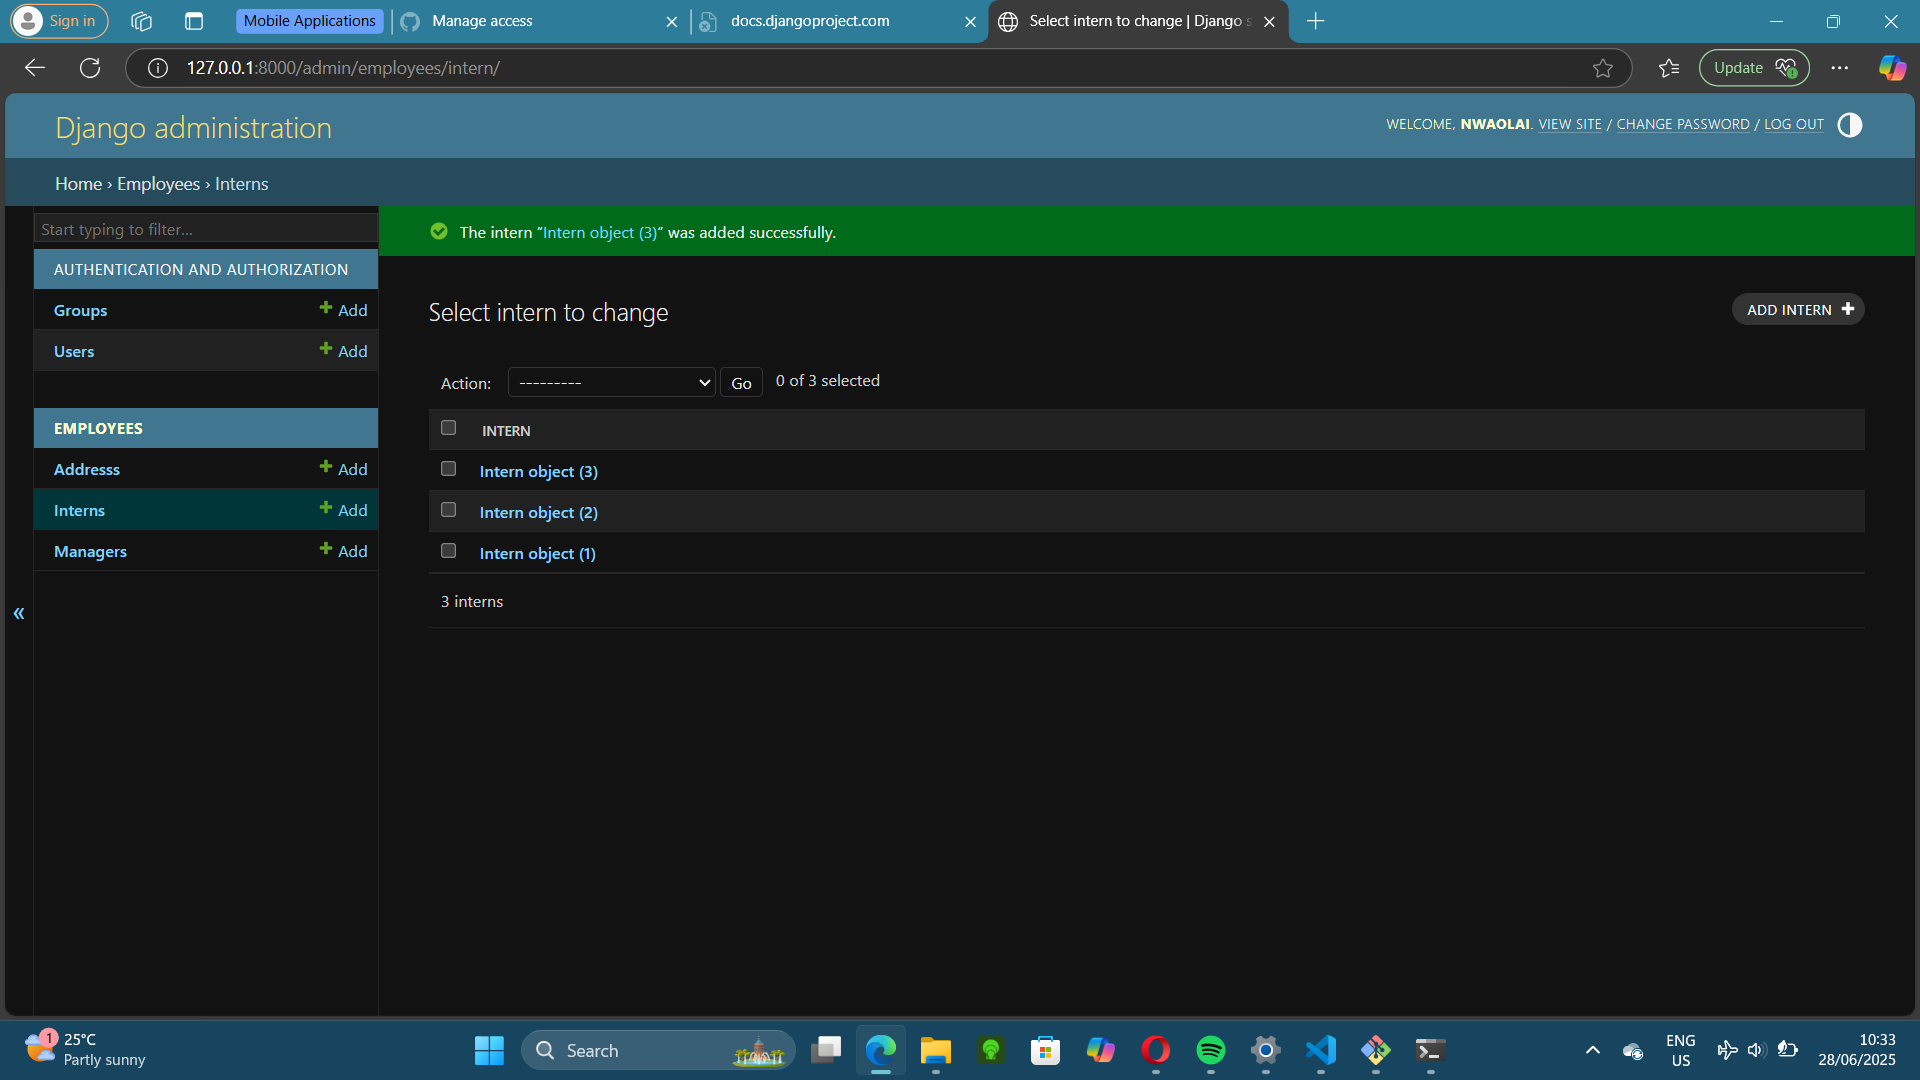 Sign in
Mobile Applications
Manage access
docs.djangoproject.com
Select intern to change | Django s
127.0.0.1:8000/admin/employees/intern/
Update
Django administration
WELCOME, NWAOLAI. VIEW SITE / CHANGE PASSWORD / LOG OUT
Home › Employees › Interns
Start typing to filter...
The intern “Intern object (3)” was added successfully.
AUTHENTICATION AND AUTHORIZATION
Groups
Add
Users
Add
EMPLOYEES
Addresss
Add
Interns
Add
Managers
Add
«
Select intern to change
ADD INTERN
Action:
---------
Go
0 of 3 selected
INTERN
Intern object (3)
Intern object (2)
Intern object (1)
3 interns
1
25°C
Partly sunny
Search
ENG
US
10:33
28/06/2025